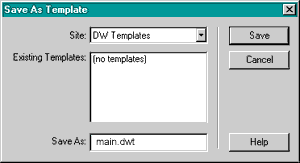 Save As Template
Site: DW Templates Save
Existing Templates: (no templates) Cancel
Save As: main.dwt Help